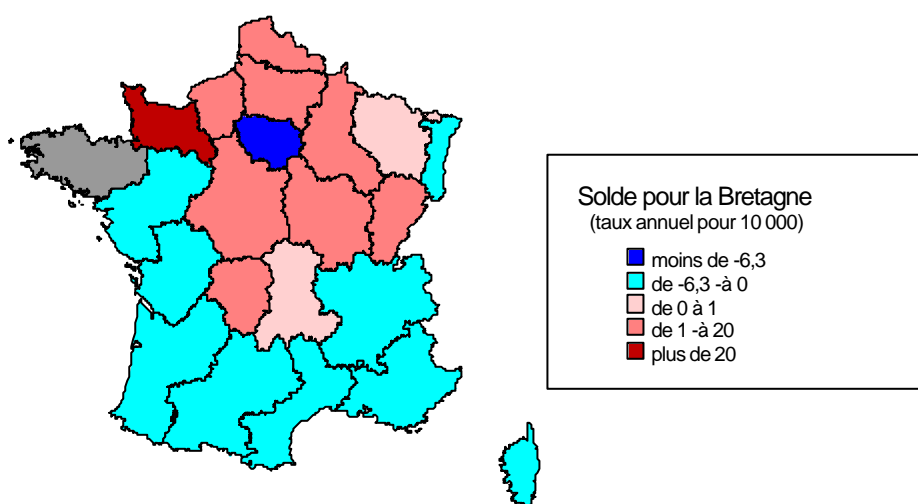 Solde pour la Bretagne
(taux annuel pour 10 000)
moins de -6,3
de -6,3 -à 0
de 0 à 1
de 1 -à 20
plus de 20